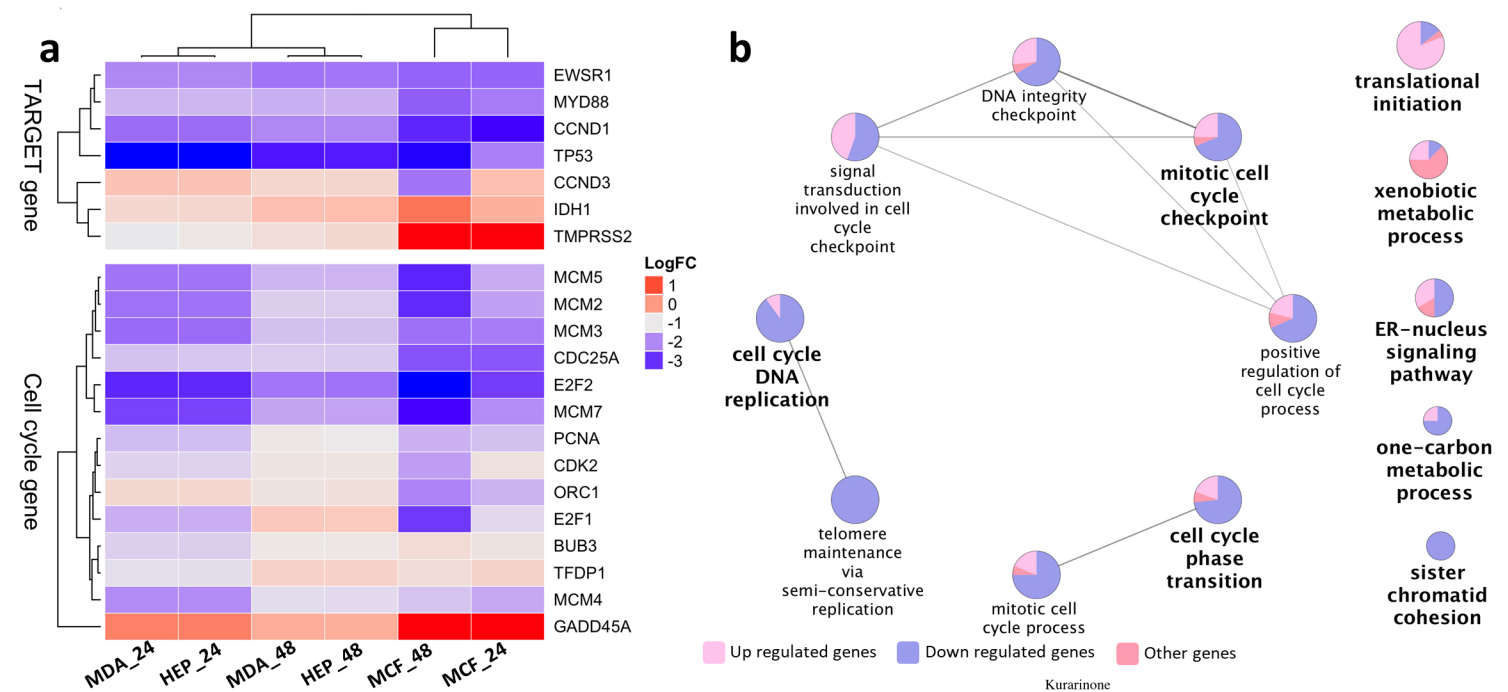 a
TARGET gene
EWSR1
MYD88
CCND1
TP53
CCND3
IDH1
TMPRSS2
Cell cycle gene
MCM5
MCM2
MCM3
CDC25A
E2F2
MCM7
PCNA
CDK2
ORC1
E2F1
BUB3
TFDP1
MCM4
GADD45A
MDA_24
HEP_24
MDA_48
HEP_48
MCF_48
MCF_24
LogFC
1
0
-1
-2
-3
b
DNA integrity
checkpoint
signal
transduction
involved in cell
cycle
checkpoint
mitotic cell
cycle
checkpoint
positive
regulation of
cell cycle
process
cell cycle
DNA
replication
telomere
maintenance
via
semi-conservative
replication
cell cycle
phase
transition
mitotic cell
cycle process
translational
initiation
xenobiotic
metabolic
process
ER-nucleus
signaling
pathway
one-carbon
metabolic
process
sister
chromatid
cohesion
Up regulated genes
Down regulated genes
Other genes
Kurarinone